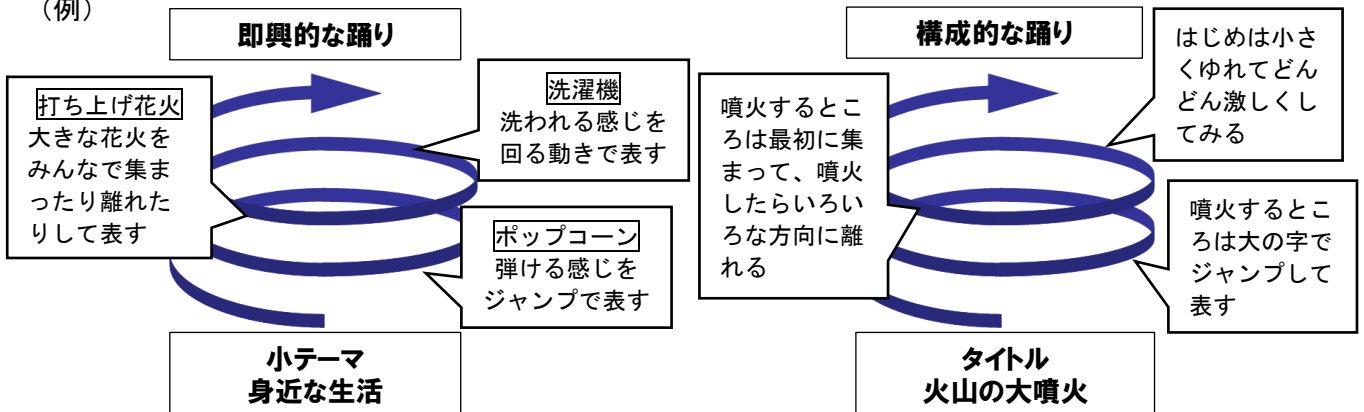 （例）
即興的な踊り
打ち上げ花火
大きな花火を
みんなで集ま
ったり離れた
りして表す
洗濯機
洗われる感じを
回る動きで表す
ポップコーン
弾ける感じを
ジャンプで表す
小テーマ
身近な生活
構成的な踊り
はじめは小さ
くゆれてどん
どん激しくし
てみる
噴火するとこ
ろは最初に集
まって、噴火
したらいろい
ろな方向に離
れる
噴火するとこ
ろは大の字で
ジャンプして
表す
タイトル
火山の大噴火